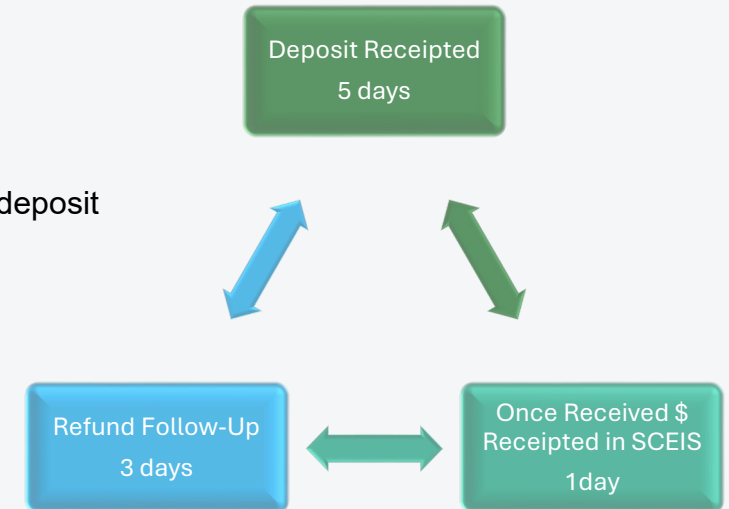 Deposit Receipted
5 days
deposit
Refund Follow-Up
3 days
Once Received $
Receipted in SCEIS
1day